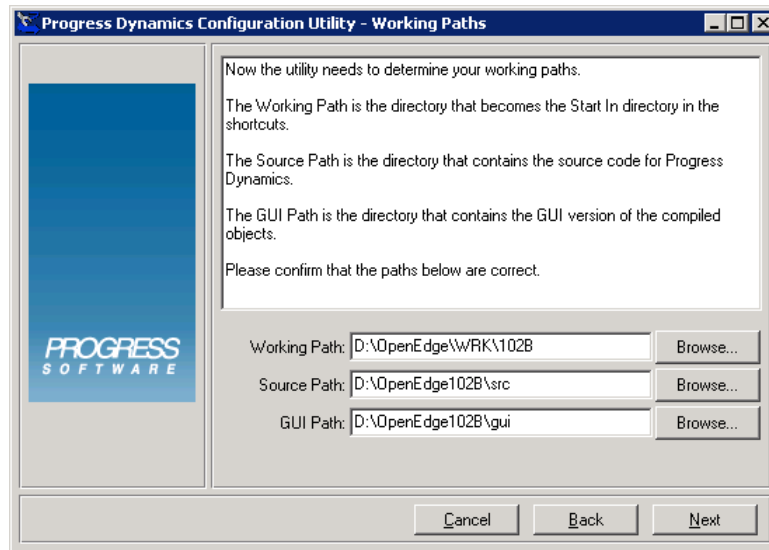 Progress Dynamics Configuration Utility - Working Paths
Now the utility needs to determine your working paths.
The Working Path is the directory that becomes the Start In directory in the
shortcuts.
The Source Path is the directory that contains the source code for Progress
Dynamics.
The GUI Path is the directory that contains the GUI version of the compiled
objects.
Please confirm that the paths below are correct.
PROGRESS
SOFTWARE
Working Path: D:\OpenEdge\WRK\102B Browse...
Source Path: D:\OpenEdge102B\src Browse...
GUI Path: D:\OpenEdge102B\gui Browse...
Cancel Back Next